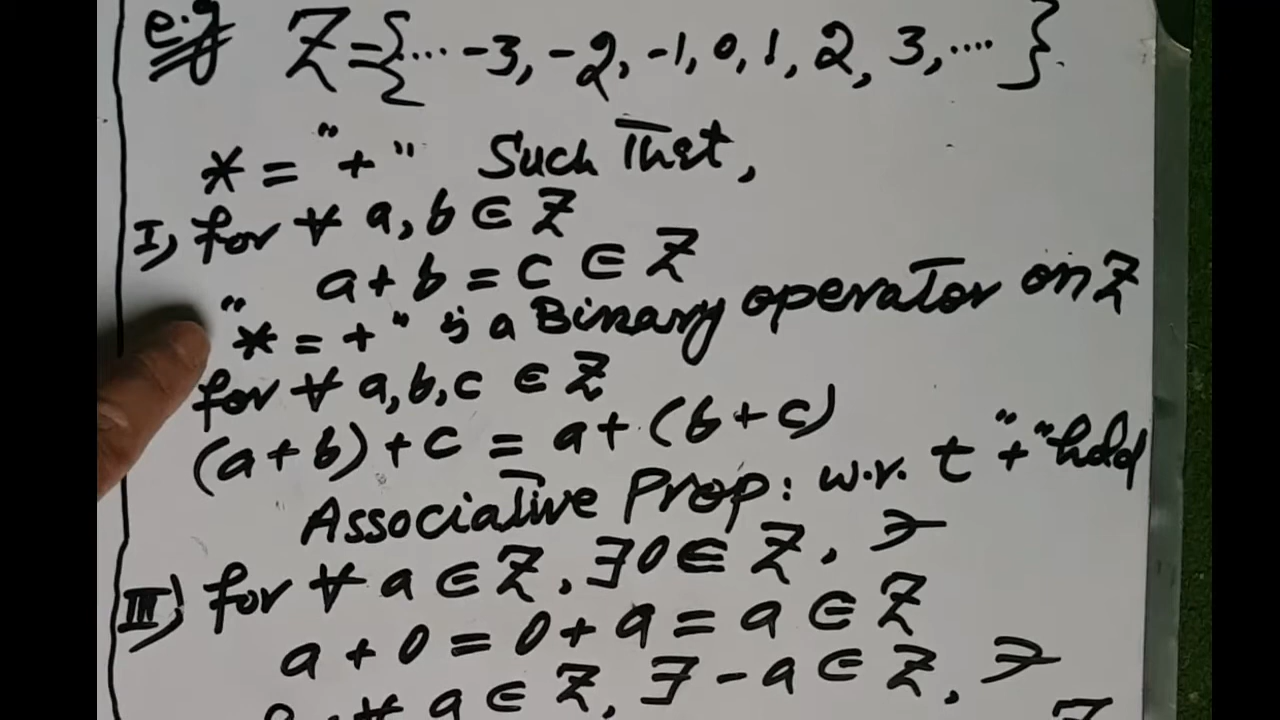 e.g Z = {... -3, -2, -1, 0, 1, 2, 3, .... }.
* = "+" Such That,
I, for ∀ a, b ∈ Z
a + b = c ∈ Z
"* = +" is a Binary operator on Z
for ∀ a, b, c ∈ Z
(a + b) + c = a + (b + c)
Associative Prop: w.r.t "+" hold
III) for ∀ a ∈ Z, ∃ 0 ∈ Z, ∋
a + 0 = 0 + a = a ∈ Z
∀ a ∈ Z, ∃ -a ∈ Z, ∋